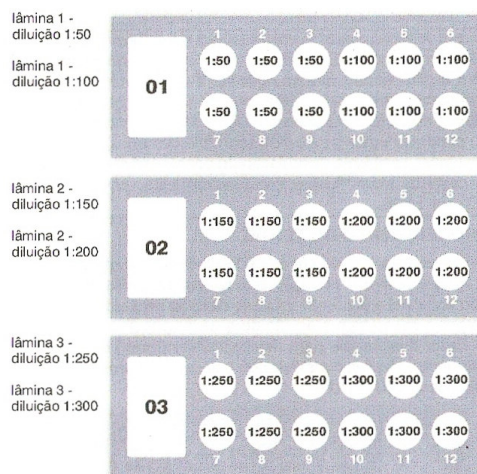 lâmina 1 -
diluição 1:50
lâmina 1 -
diluição 1:100
01
1 2 3 4 5 6
1:50 1:50 1:50 1:100 1:100 1:100
1:50 1:50 1:50 1:100 1:100 1:100
7 8 9 10 11 12
lâmina 2 -
diluição 1:150
lâmina 2 -
diluição 1:200
02
1 2 3 4 5 6
1:150 1:150 1:150 1:200 1:200 1:200
1:150 1:150 1:150 1:200 1:200 1:200
7 8 9 10 11 12
lâmina 3 -
diluição 1:250
lâmina 3 -
diluição 1:300
03
1 2 3 4 5 6
1:250 1:250 1:250 1:300 1:300 1:300
1:250 1:250 1:250 1:300 1:300 1:300
7 8 9 10 11 12